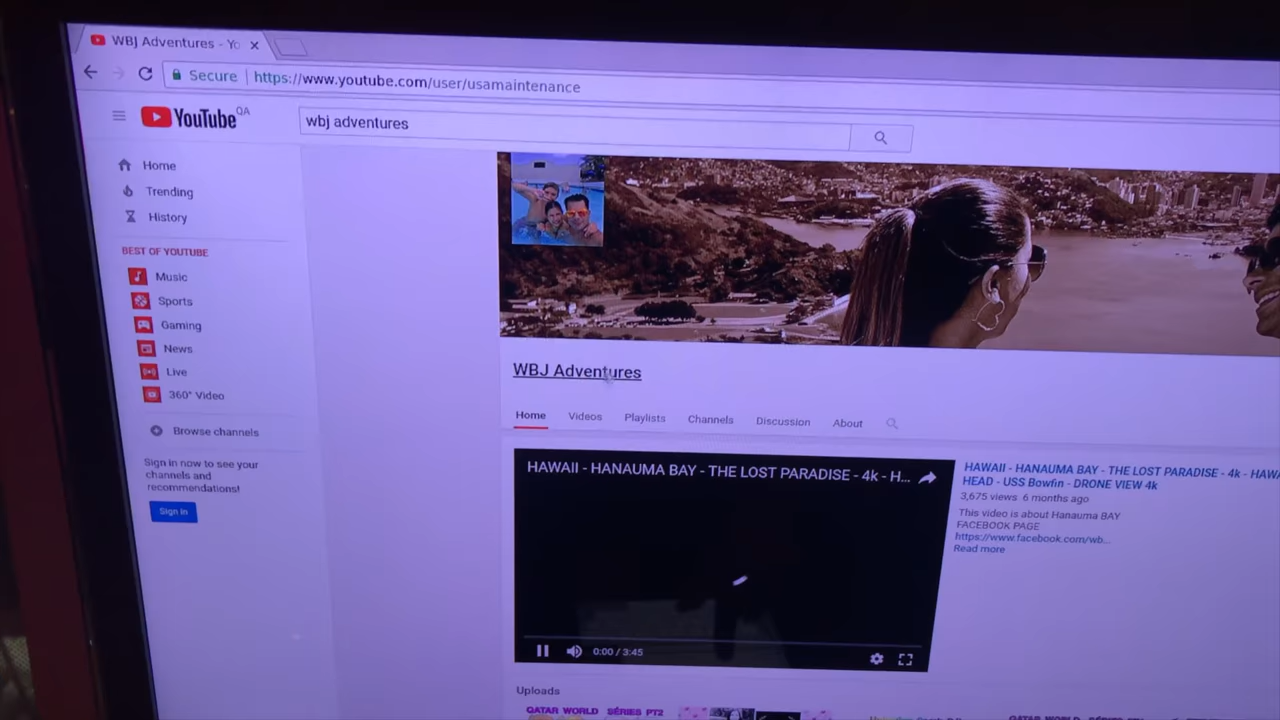 WBJ Adventures - Yo
Secure
https://www.youtube.com/user/usamaintenance
YouTube QA
wbj adventures
Home
Trending
History
BEST OF YOUTUBE
Music
Sports
Gaming
News
Live
360° Video
Browse channels
Sign in now to see your
channels and
recommendations!
Sign in
WBJ Adventures
Home Videos Playlists Channels Discussion About
HAWAII - HANAUMA BAY - THE LOST PARADISE - 4k - H...
0:00 / 3:45
HAWAII - HANAUMA BAY - THE LOST PARADISE - 4k - HAWA
HEAD - USS Bowfin - DRONE VIEW 4k
3,675 views 6 months ago
This video is about Hanauma BAY
FACEBOOK PAGE
https://www.facebook.com/wb...
Read more
Uploads
QATAR WORLD SÉRIES PT2